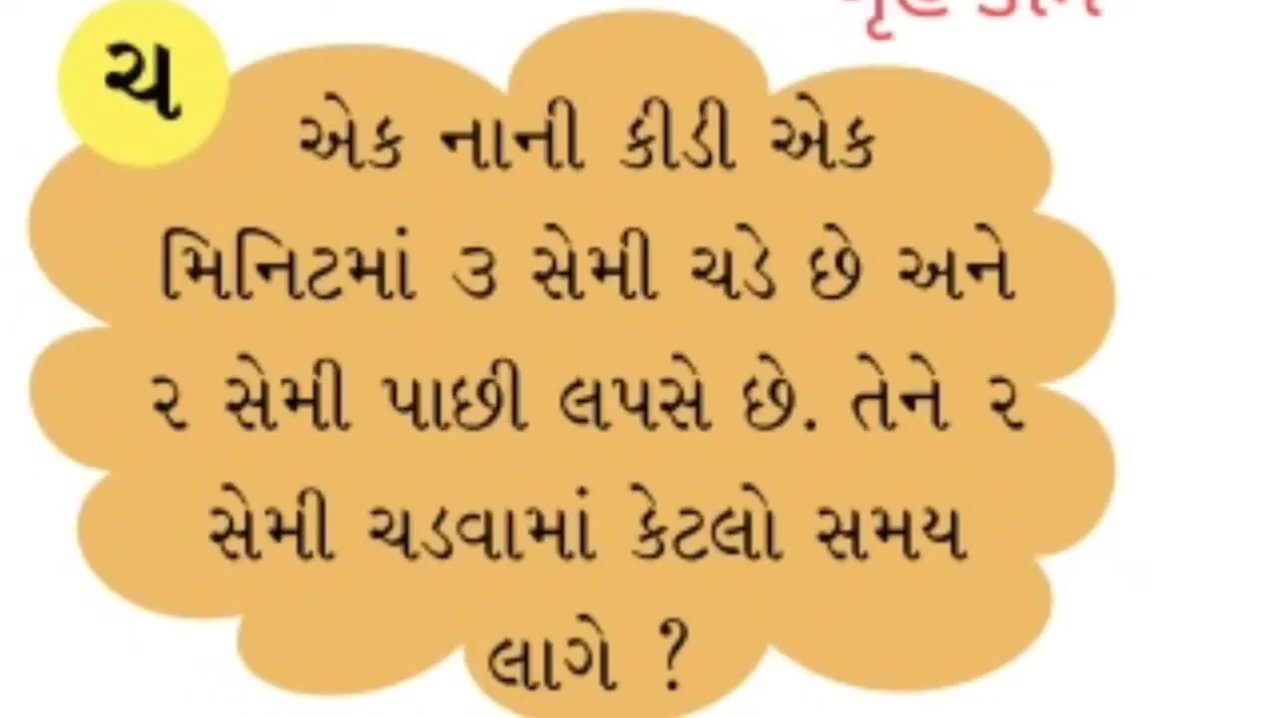 ચ
એક નાની કીડી એક
મિનિટમાં ૩ સેમી ચડે છે અને
૨ સેમી પાછી લપસે છે. તેને ૨
સેમી ચડવામાં કેટલો સમય
લાગે ?